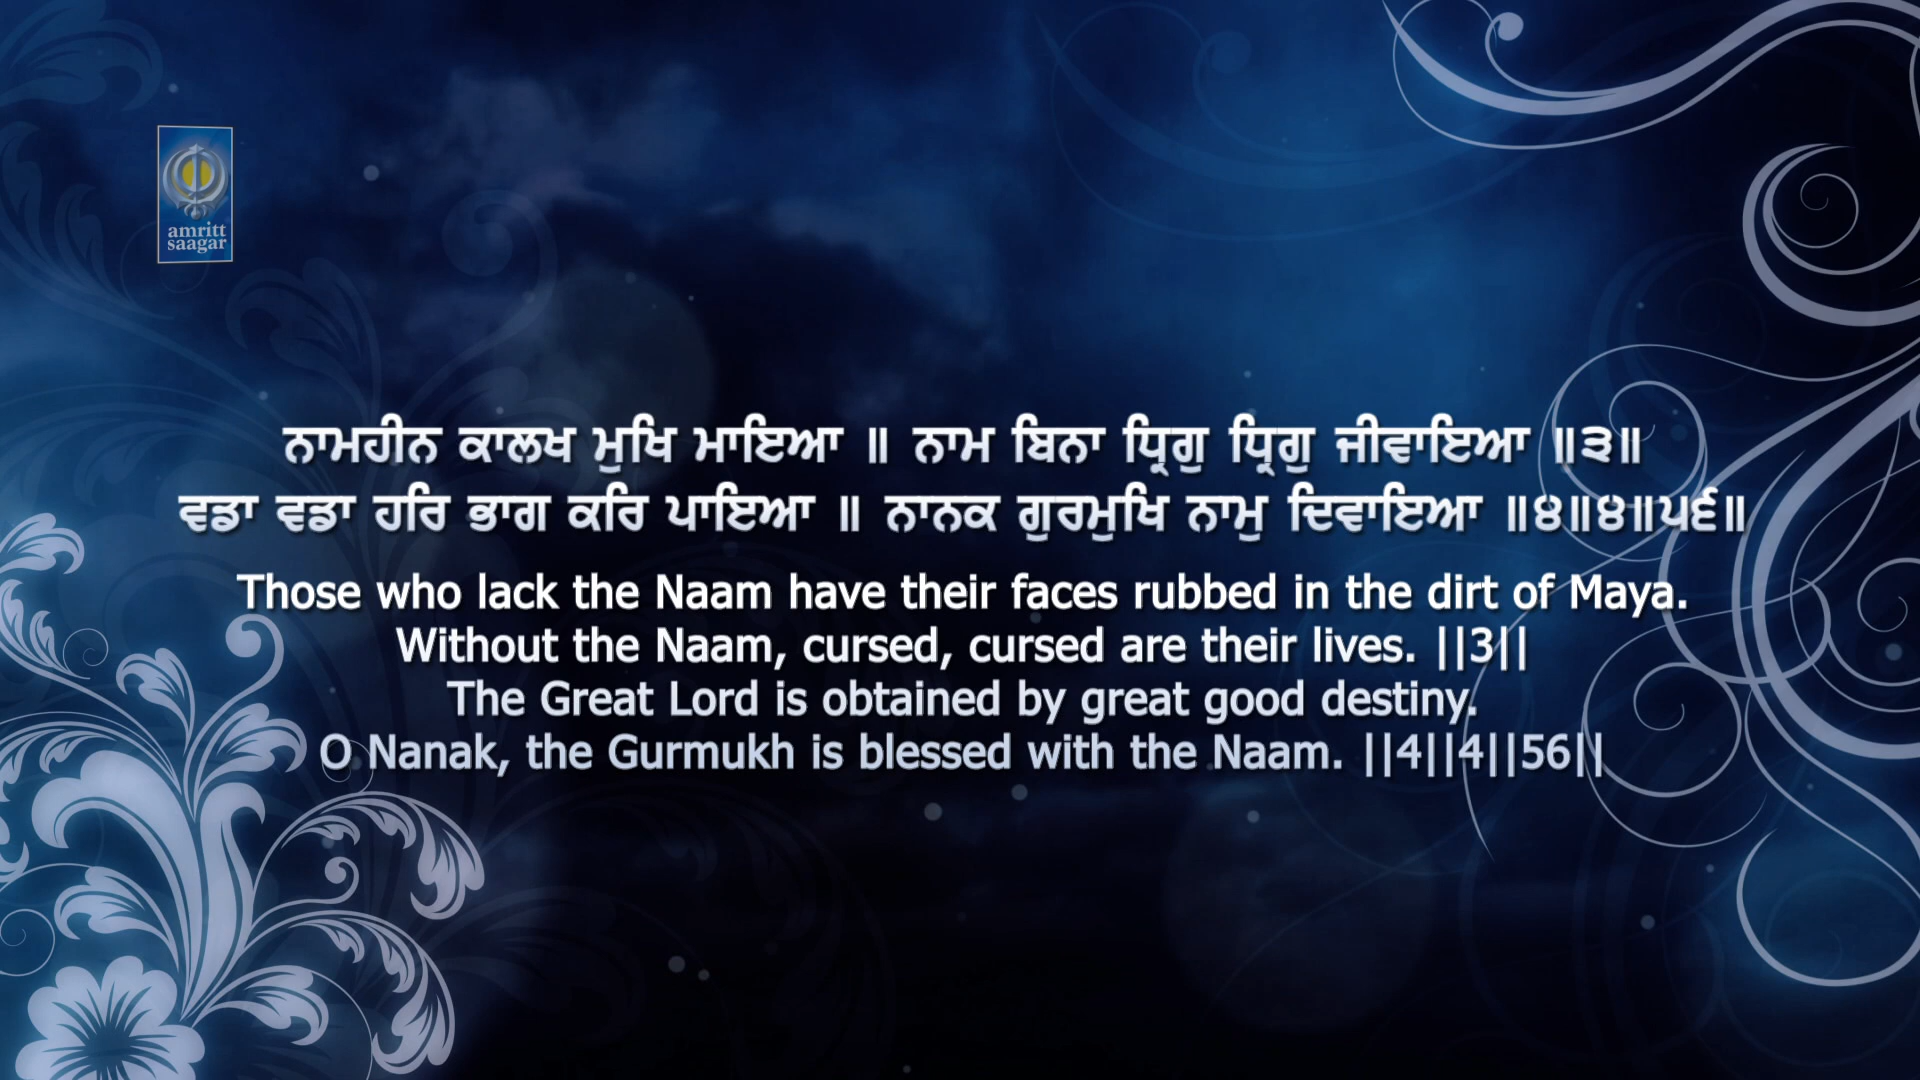 amritt
saagar
ਨਾਮਹੀਨ ਕਾਲਖ ਮੁਖਿ ਮਾਇਆ ॥ ਨਾਮ ਬਿਨਾ ਧ੍ਰਿਗੁ ਧ੍ਰਿਗੁ ਜੀਵਾਇਆ ॥੩॥
ਵਡਾ ਵਡਾ ਹਰਿ ਭਾਗ ਕਰਿ ਪਾਇਆ ॥ ਨਾਨਕ ਗੁਰਮੁਖਿ ਨਾਮੁ ਦਿਵਾਇਆ ॥੪॥੪॥੫੬॥
Those who lack the Naam have their faces rubbed in the dirt of Maya.
Without the Naam, cursed, cursed are their lives. ||3||
The Great Lord is obtained by great good destiny.
O Nanak, the Gurmukh is blessed with the Naam. ||4||4||56||